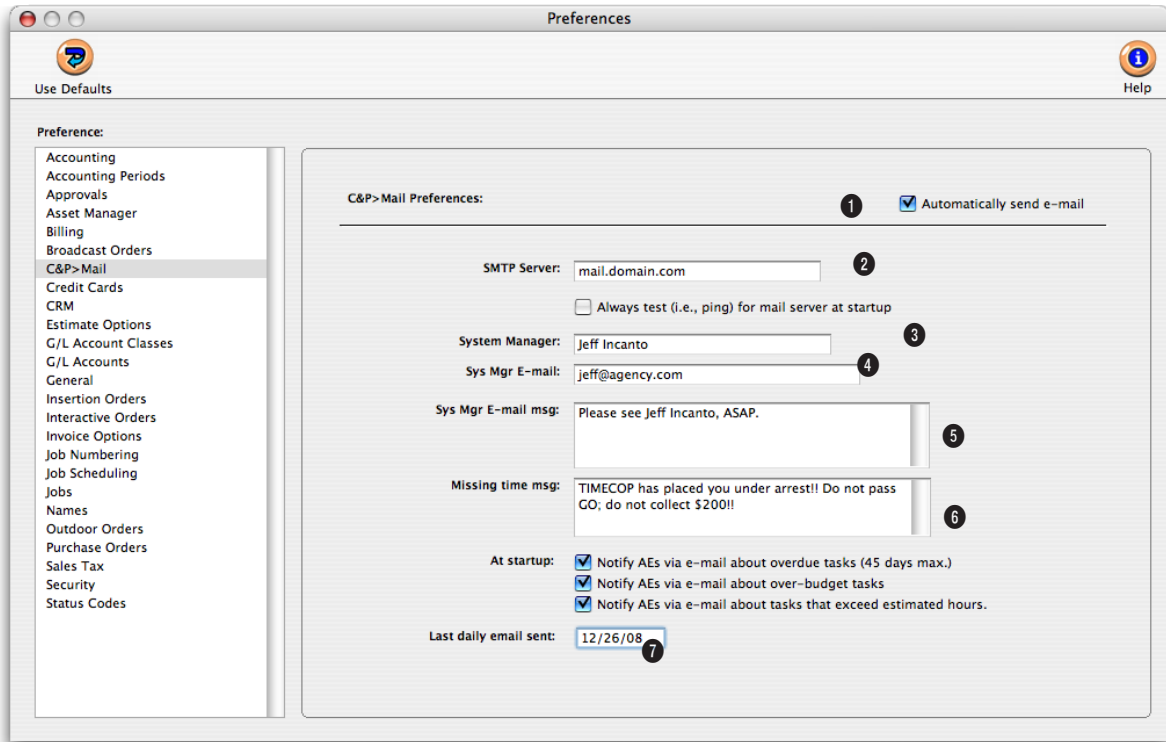 Preferences
Use Defaults
Help
Preference:
Accounting
Accounting Periods
Approvals
Asset Manager
Billing
Broadcast Orders
C&P>Mail
Credit Cards
CRM
Estimate Options
G/L Account Classes
G/L Accounts
General
Insertion Orders
Interactive Orders
Invoice Options
Job Numbering
Job Scheduling
Jobs
Names
Outdoor Orders
Purchase Orders
Sales Tax
Security
Status Codes
C&P>Mail Preferences:
1 Automatically send e-mail
SMTP Server: mail.domain.com 2
Always test (i.e., ping) for mail server at startup
System Manager: Jeff Incanto 3
Sys Mgr E-mail: jeff@agency.com 4
Sys Mgr E-mail msg: Please see Jeff Incanto, ASAP. 5
Missing time msg: TIMECOP has placed you under arrest!! Do not pass
GO; do not collect $200!! 6
At startup: Notify AEs via e-mail about overdue tasks (45 days max.)
Notify AEs via e-mail about over-budget tasks
Notify AEs via e-mail about tasks that exceed estimated hours.
Last daily email sent: 12/26/08 7